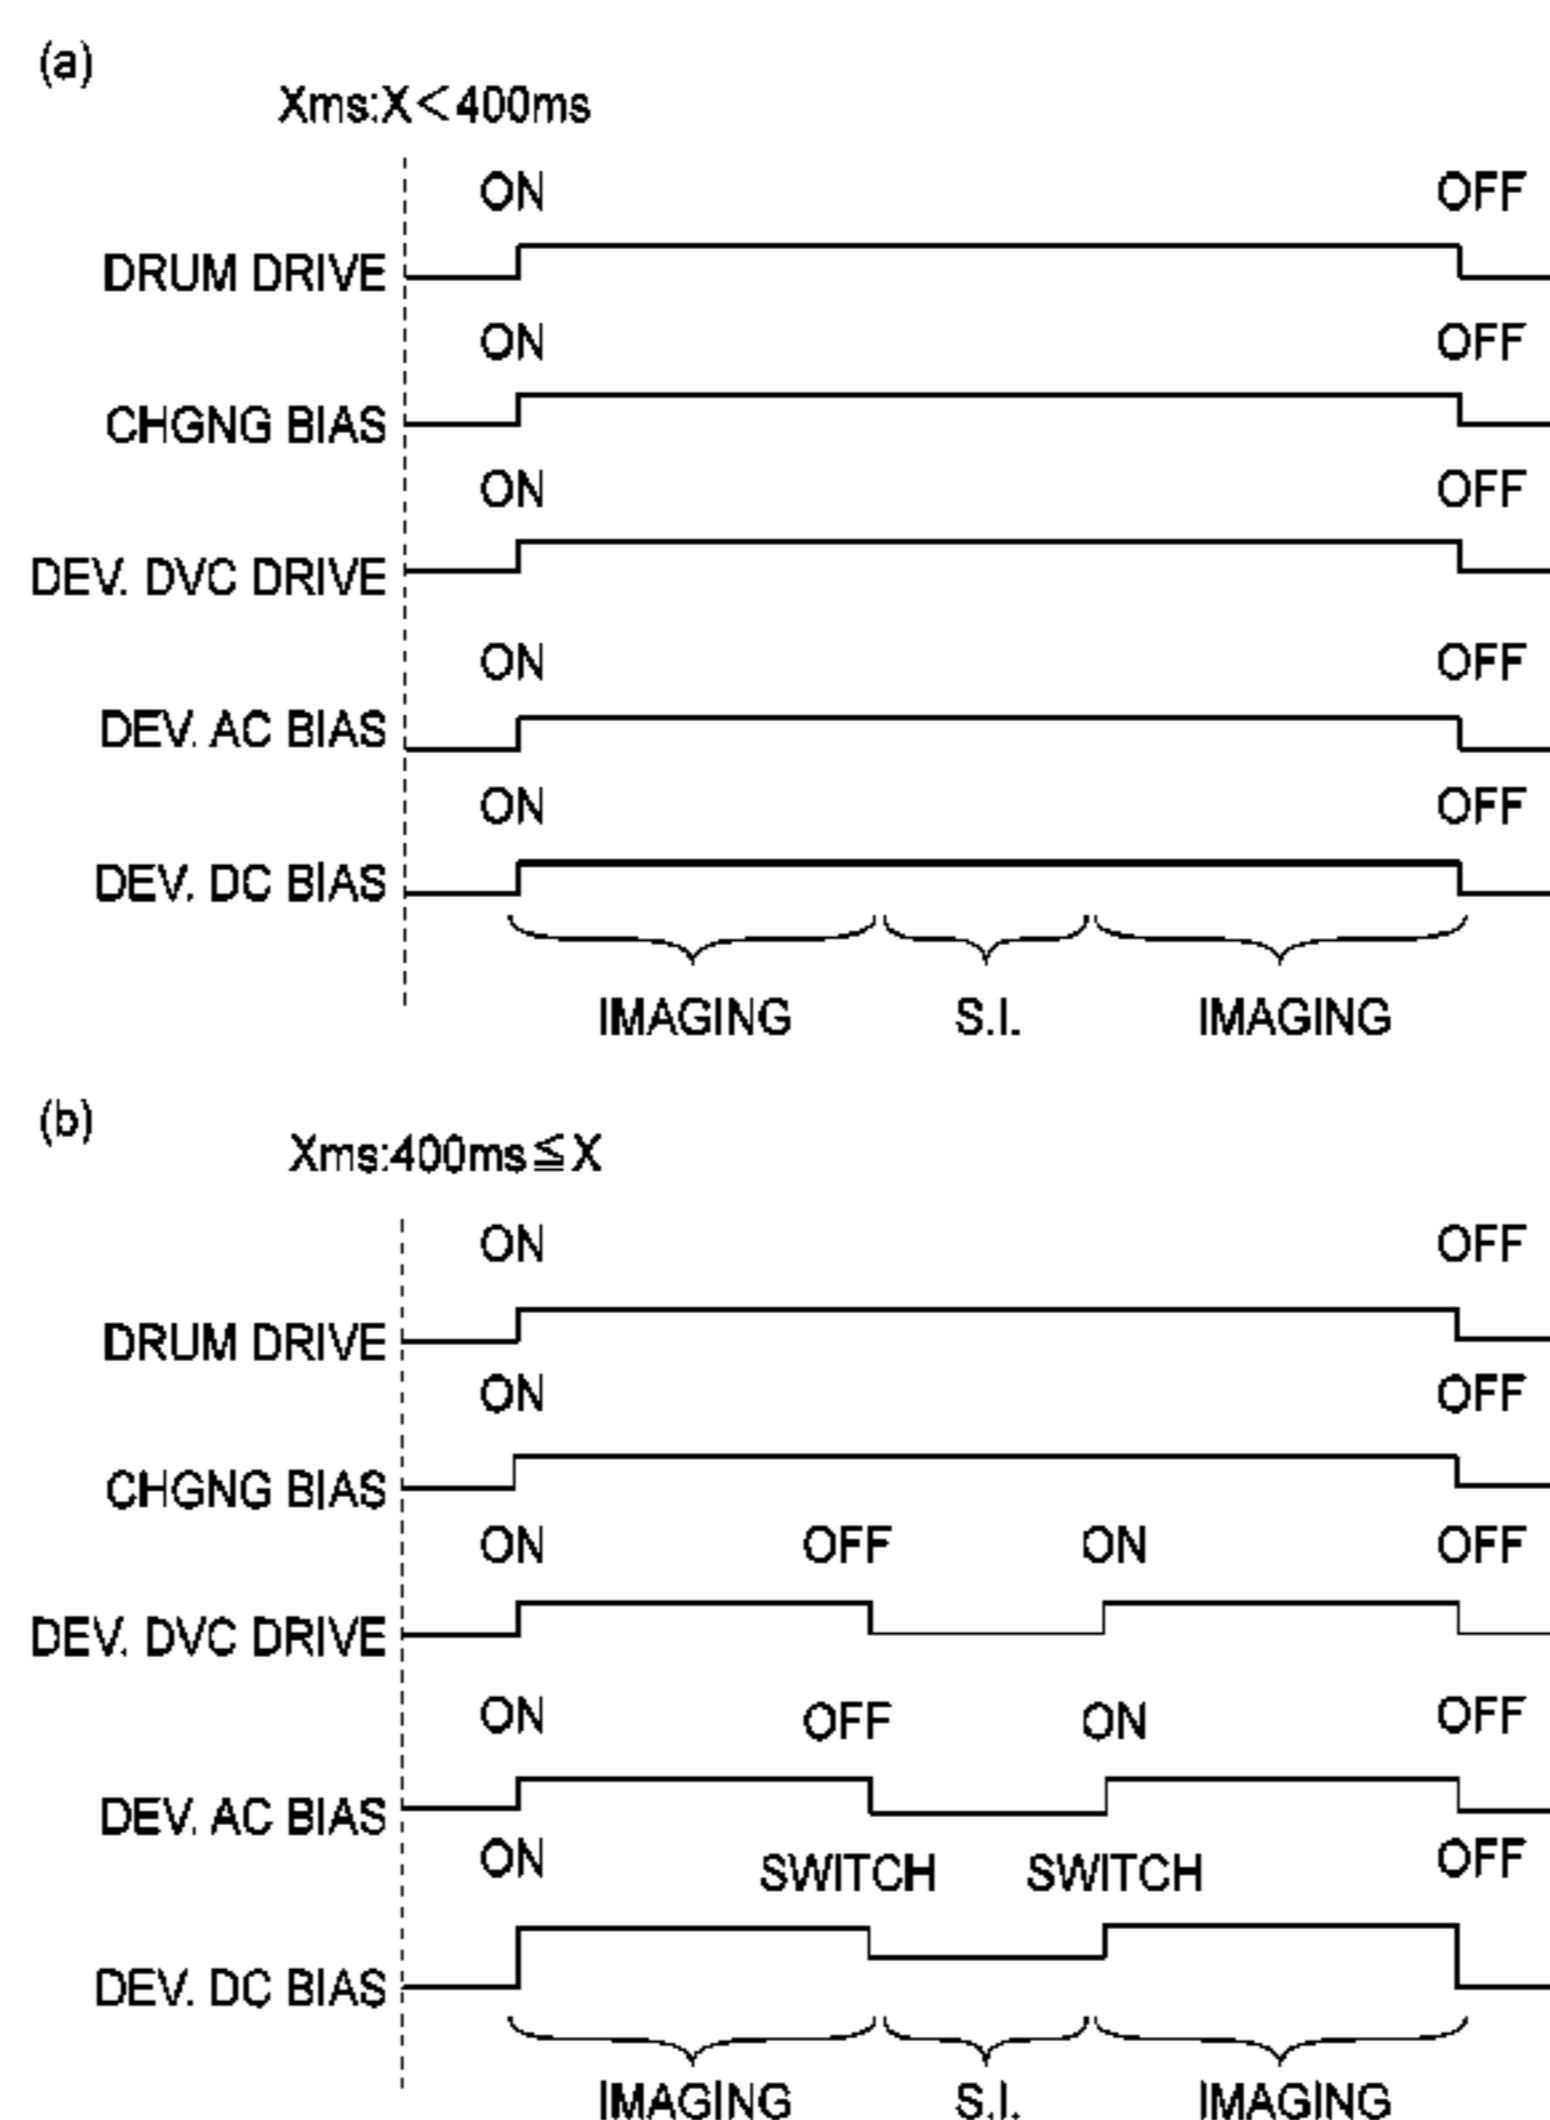 (a)
Xms:X<400ms
ON OFF
DRUM DRIVE
ON OFF
CHGNG BIAS
ON OFF
DEV. DVC DRIVE
ON OFF
DEV. AC BIAS
ON OFF
DEV. DC BIAS
IMAGING S.I. IMAGING
(b)
Xms:400ms≦X
ON OFF
DRUM DRIVE
ON OFF
CHGNG BIAS
ON OFF ON OFF
DEV. DVC DRIVE
ON OFF ON OFF
DEV. AC BIAS
ON SWITCH SWITCH OFF
DEV. DC BIAS
IMAGING S.I. IMAGING